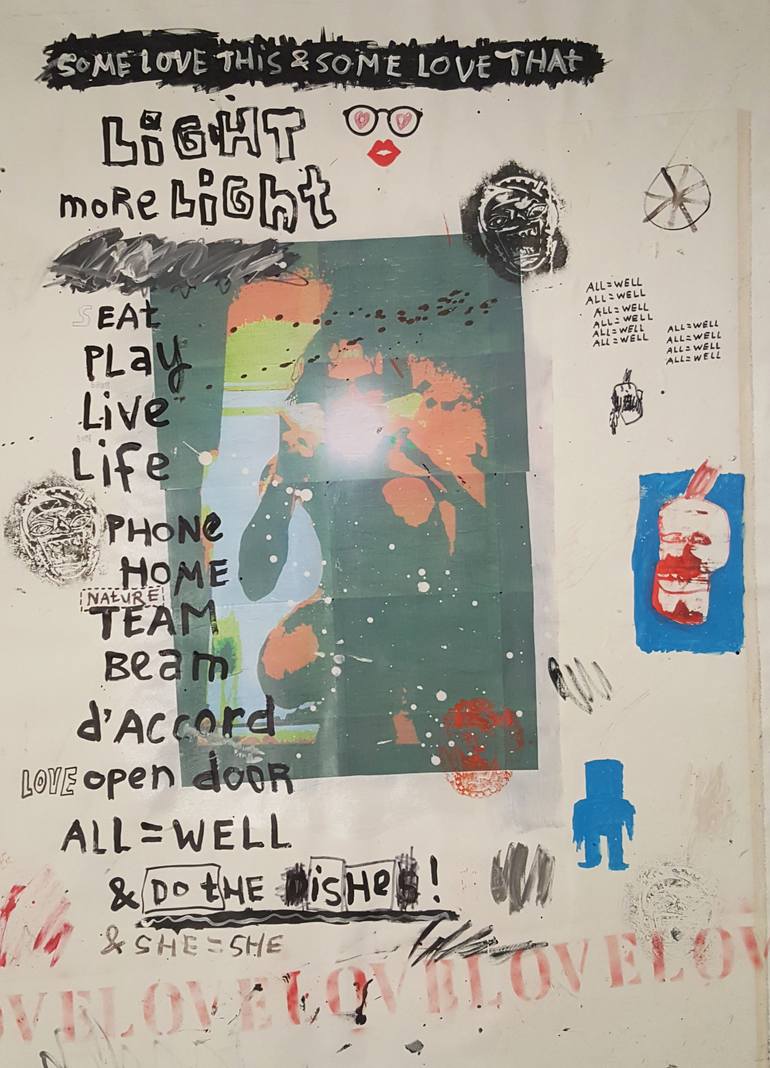 SOME LOVE THiS & SOME LOVE THAt
LiGHT
moRe LiGht
SEAt
PLay
Live
Life
PHONe
HOME
NAtURE
TEAM
Beam
d'Accord
LOVE open dooR
ALL=WELL
& Do tHE DisHes!
& SHE=SHE
ALL=WELL
ALL=WELL
ALL=WELL
ALL=WELL
ALL=WELL
ALL=WELL
ALL=WELL
ALL=WELL
ALL=WELL
ALL=WELL
OVELOVELOVELOVELOV